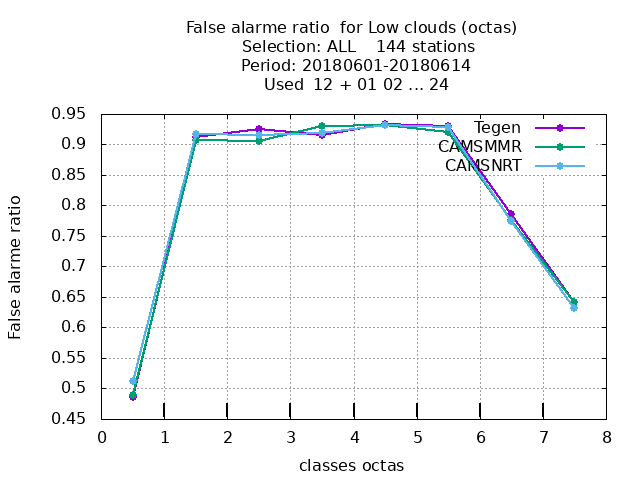 False alarme ratio  for Low clouds (octas)
Selection: ALL    144 stations
Period: 20180601-20180614
Used  12 + 01 02 ... 24
0.95
0.9
0.85
0.8
0.75
0.7
0.65
0.6
0.55
0.5
0.45
False alarme ratio
Tegen
CAMSMMR
CAMSNRT
0 1 2 3 4 5 6 7 8
classes octas